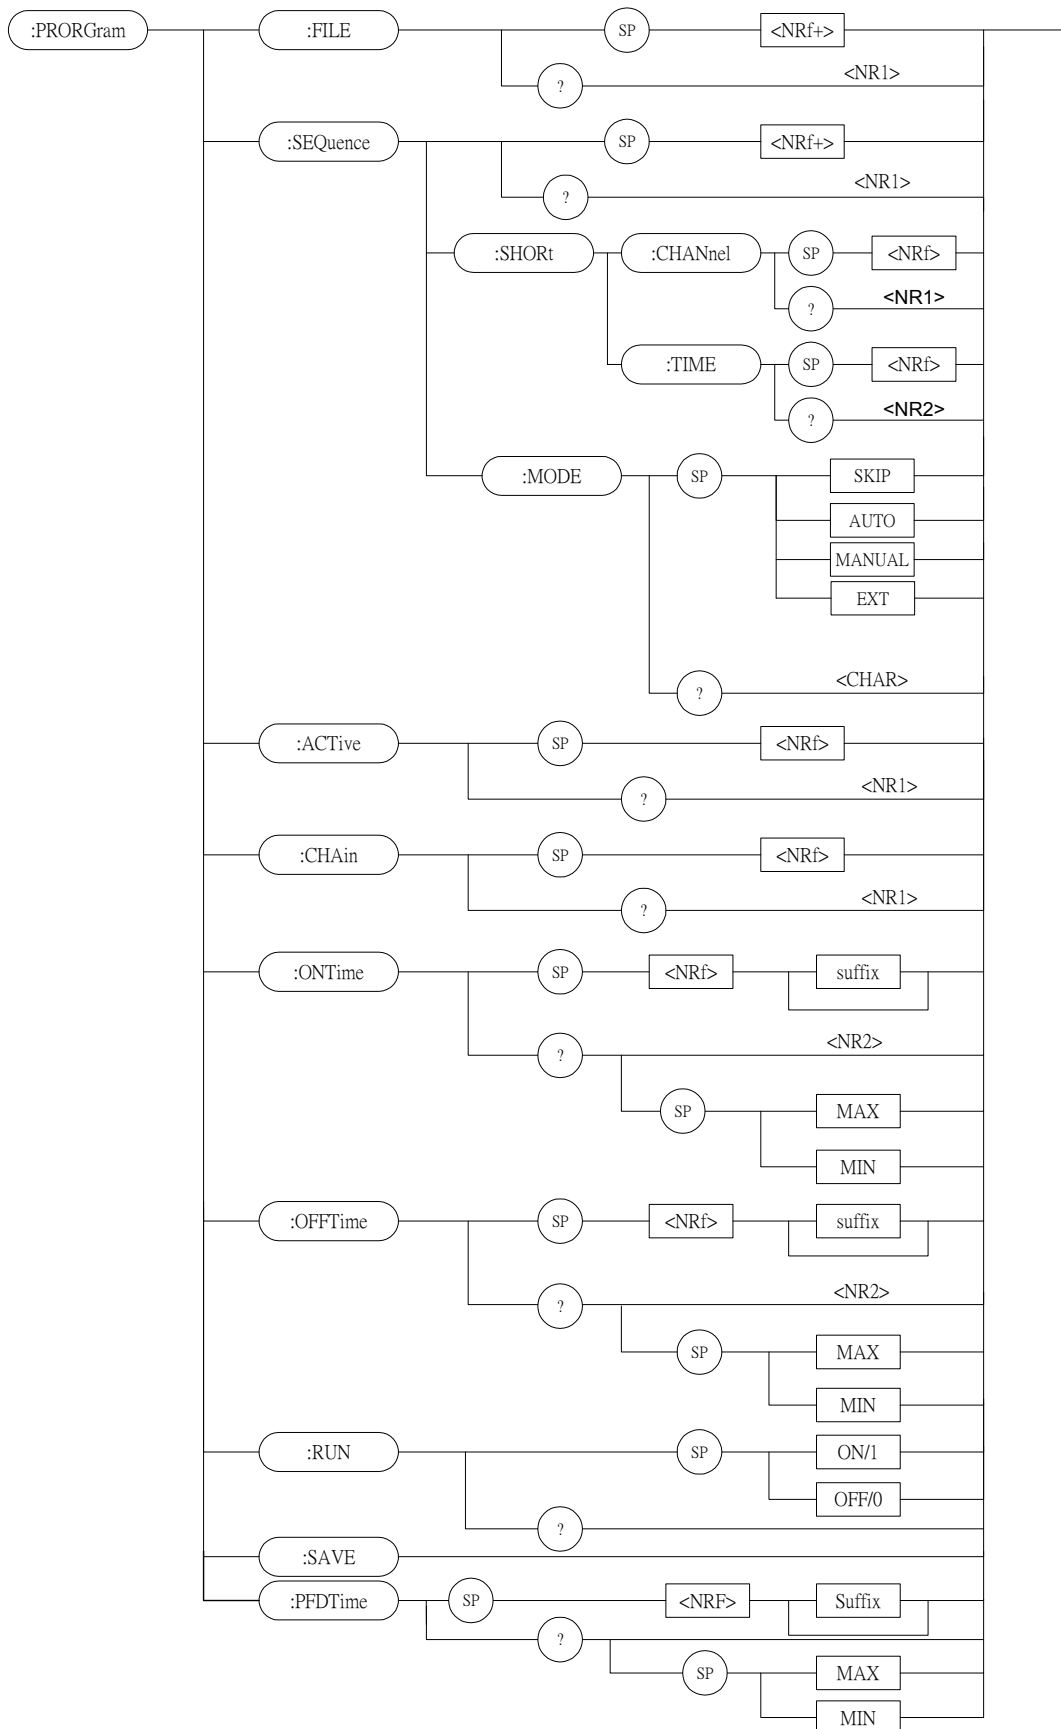 :PRORGram :FILE SP <NRf+>
? <NR1>
:SEQuence SP <NRf+>
? <NR1>
:SHORt :CHANnel SP <NRf>
? <NR1>
:TIME SP <NRf>
? <NR2>
:MODE SP SKIP
AUTO
MANUAL
EXT
? <CHAR>
:ACTive SP <NRf>
? <NR1>
:CHAin SP <NRf>
? <NR1>
:ONTime SP <NRf> suffix
? <NR2>
SP MAX
MIN
:OFFTime SP <NRf> suffix
? <NR2>
SP MAX
MIN
:RUN SP ON/1
OFF/0
?
:SAVE
:PFDTime SP <NRF> Suffix
?
SP MAX
MIN